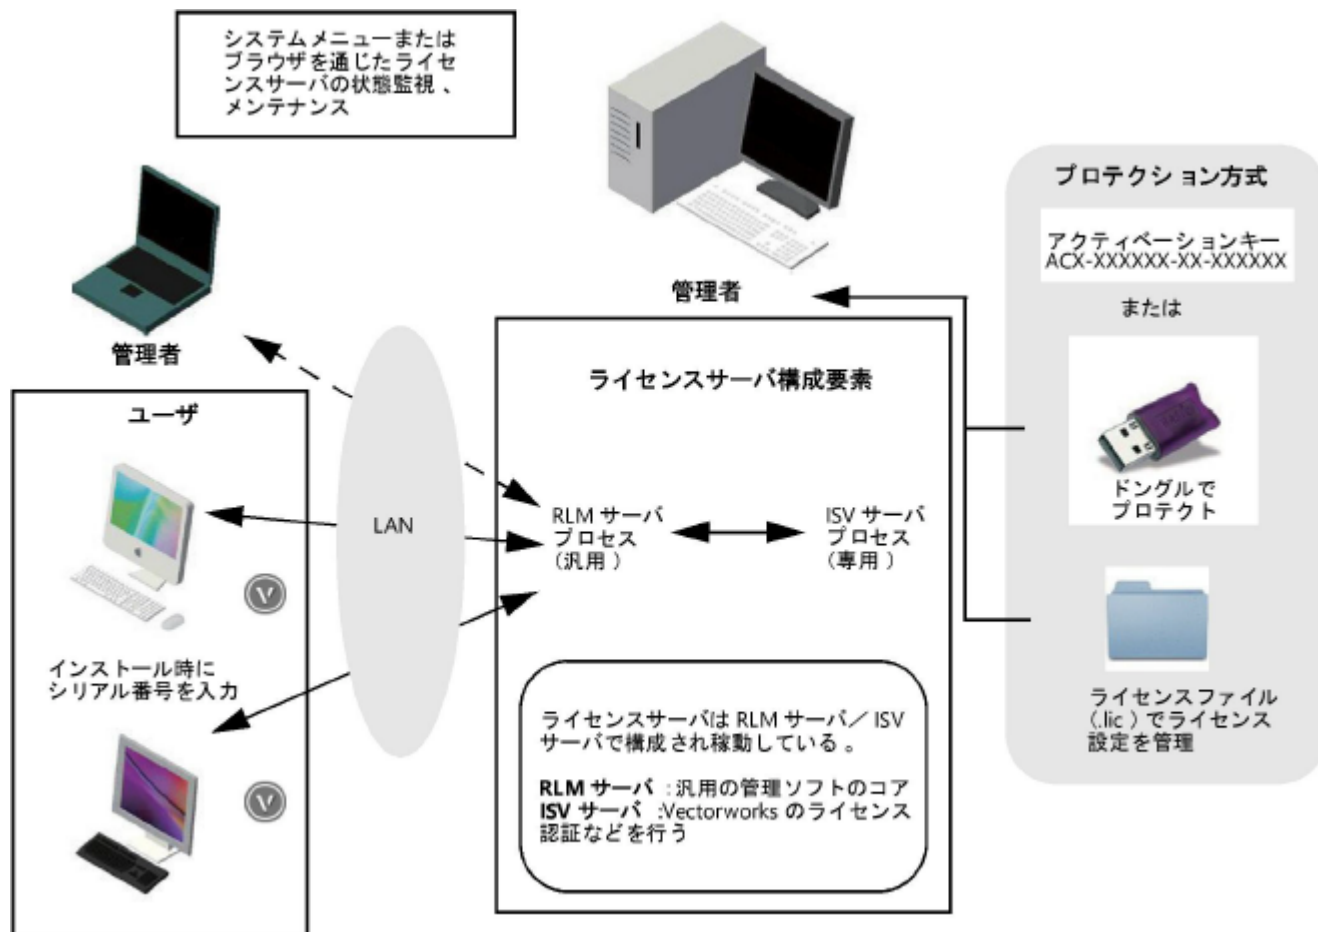 システムメニューまたは
ブラウザを通じたライセ
ンスサーバの状態監視、
メンテナンス
管理者
管理者
プロテクション方式
アクティベーションキー
ACX-XXXXXX-XX-XXXXXX
または
ドングルで
プロテクト
ライセンスファイル
(.lic)でライセンス
設定を管理
ユーザ
インストール時に
シリアル番号を入力
LAN
ライセンスサーバ構成要素
RLM サーバ
プロセス
(汎用)
ISV サーバ
プロセス
(専用)
ライセンスサーバは RLM サーバ／ ISV
サーバで構成され稼動している。
RLM サーバ :汎用の管理ソフトのコア
ISV サーバ :Vectorworks のライセンス
認証などを行う